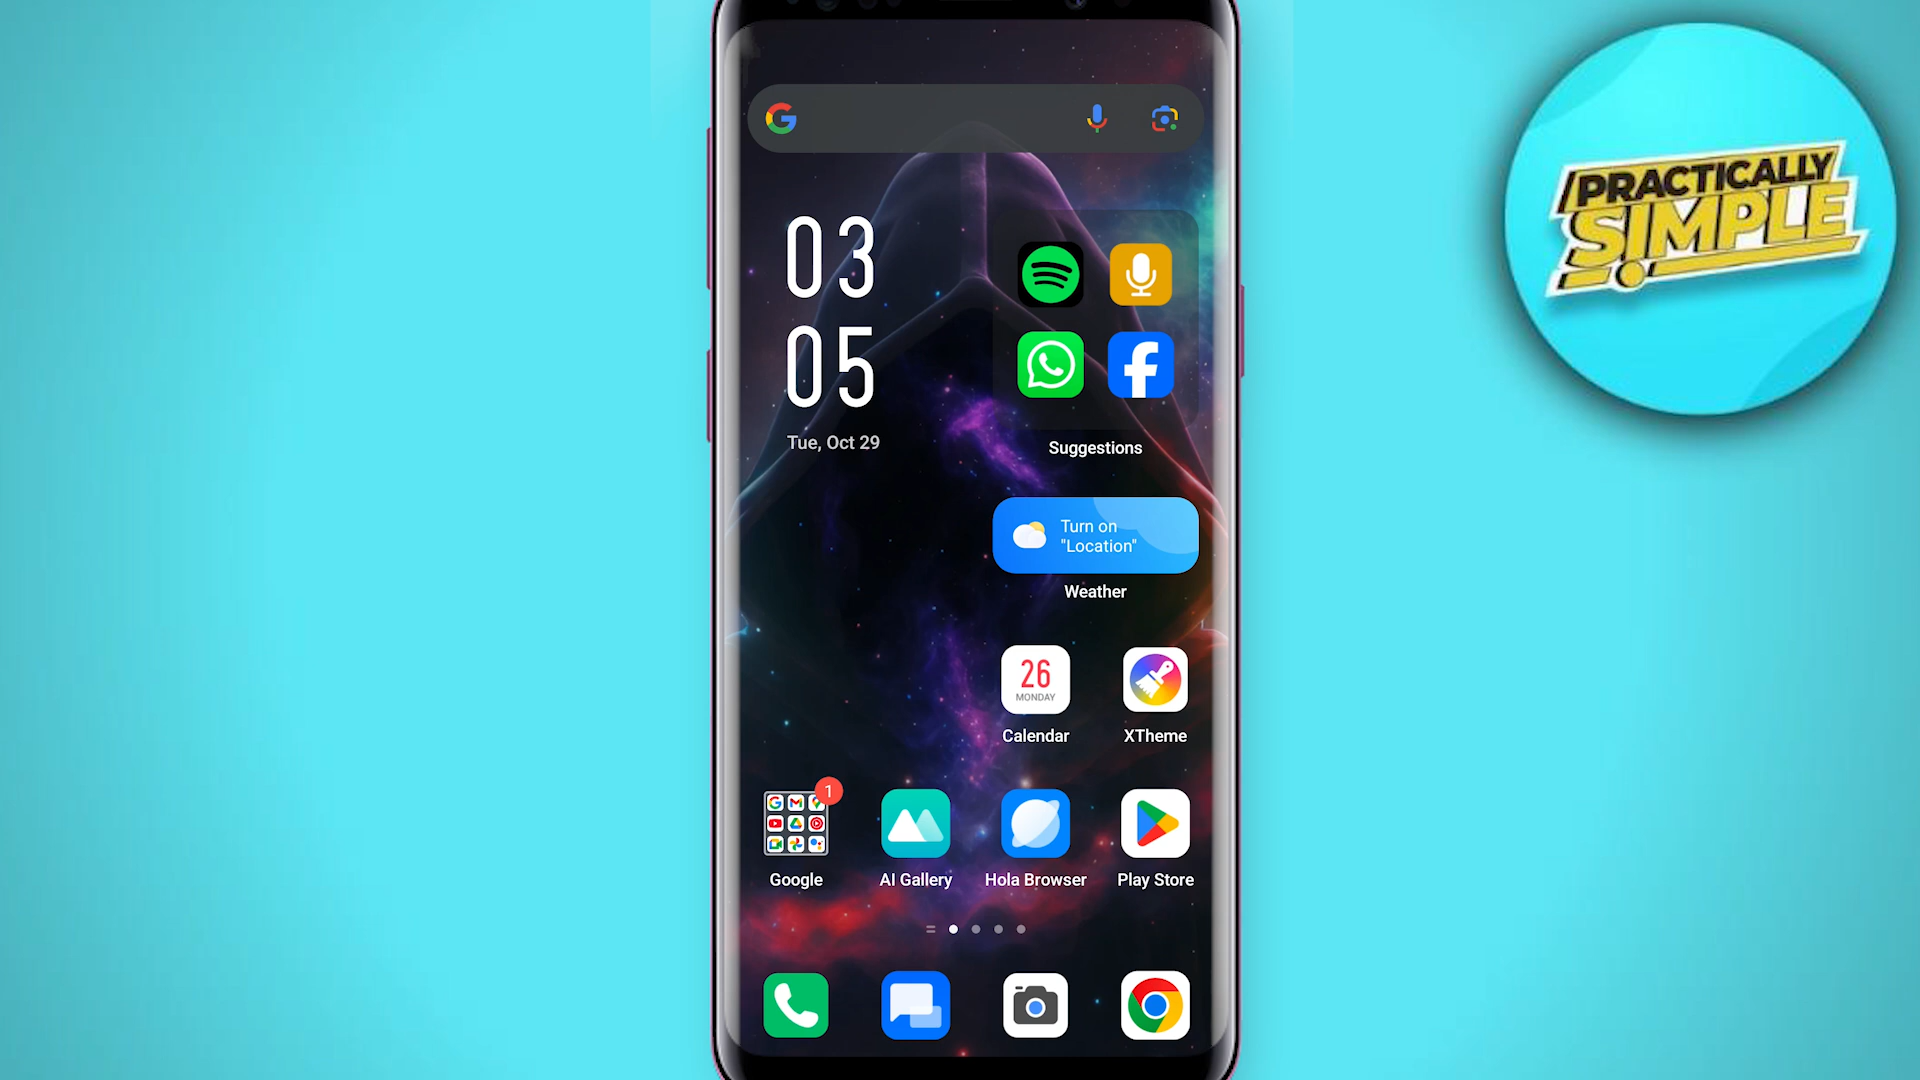 PRACTICALLY
SIMPLE
03
05
Tue, Oct 29
Suggestions
Turn on
"Location"
Weather
26
MONDAY
Calendar
XTheme
1
Google
AI Gallery
Hola Browser
Play Store